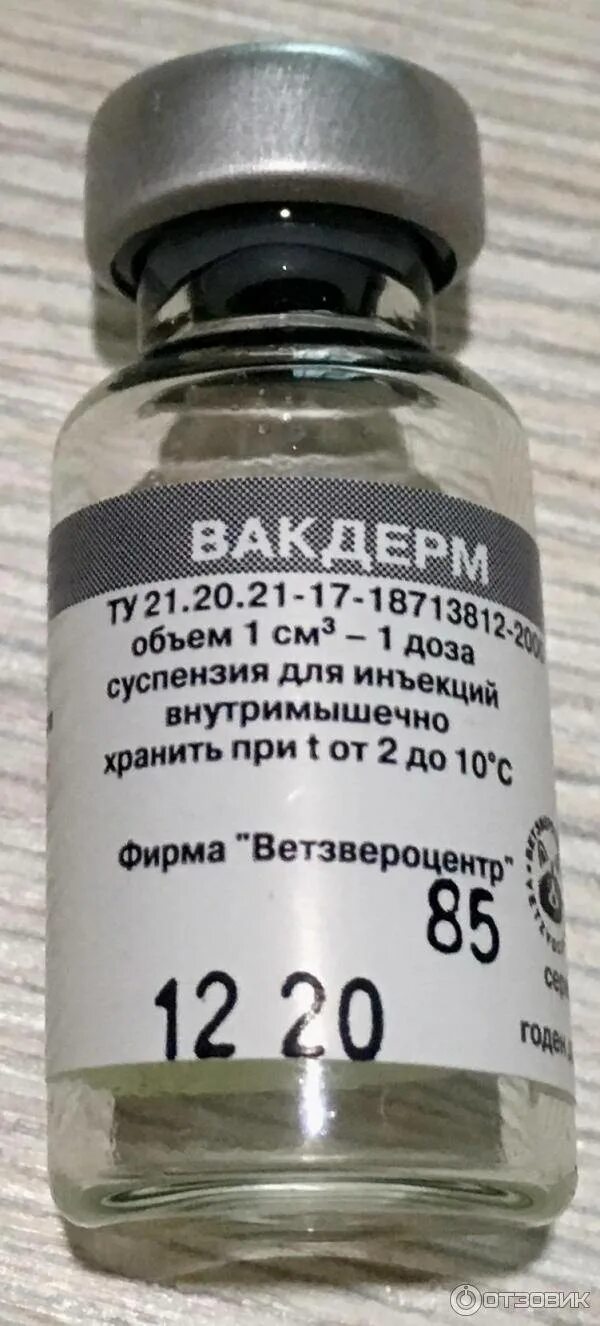 ВАКДЕРМ
ТУ 21.20.21-17-18713812-200
объем 1 см³ – 1 доза
суспензия для инъекций
внутримышечно
хранить при t от 2 до 10°С
Фирма "Ветзвероцентр"
85
12 20
годен
ОТЗОВИК